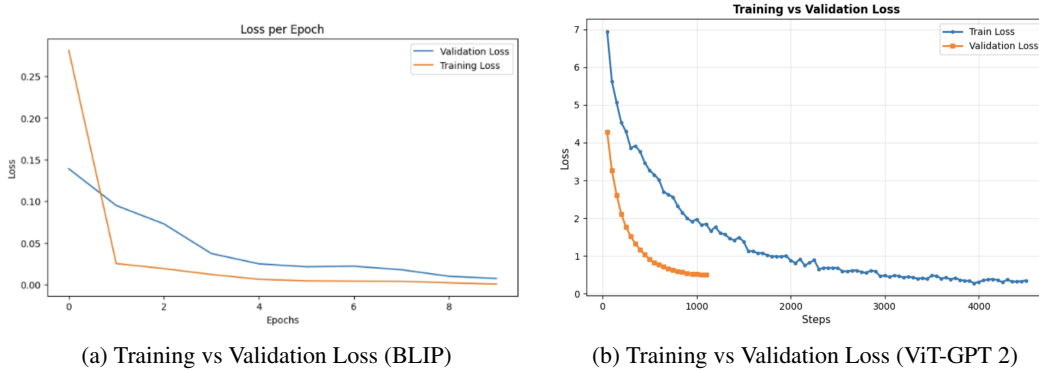 Loss per Epoch
Validation Loss
Training Loss
0.25
0.20
0.15
0.10
0.05
0.00
Loss
0 2 4 6 8
Epochs
(a) Training vs Validation Loss (BLIP)
Training vs Validation Loss
Train Loss
Validation Loss
7
6
5
4
3
2
1
0
Loss
0 1000 2000 3000 4000
Steps
(b) Training vs Validation Loss (ViT-GPT 2)